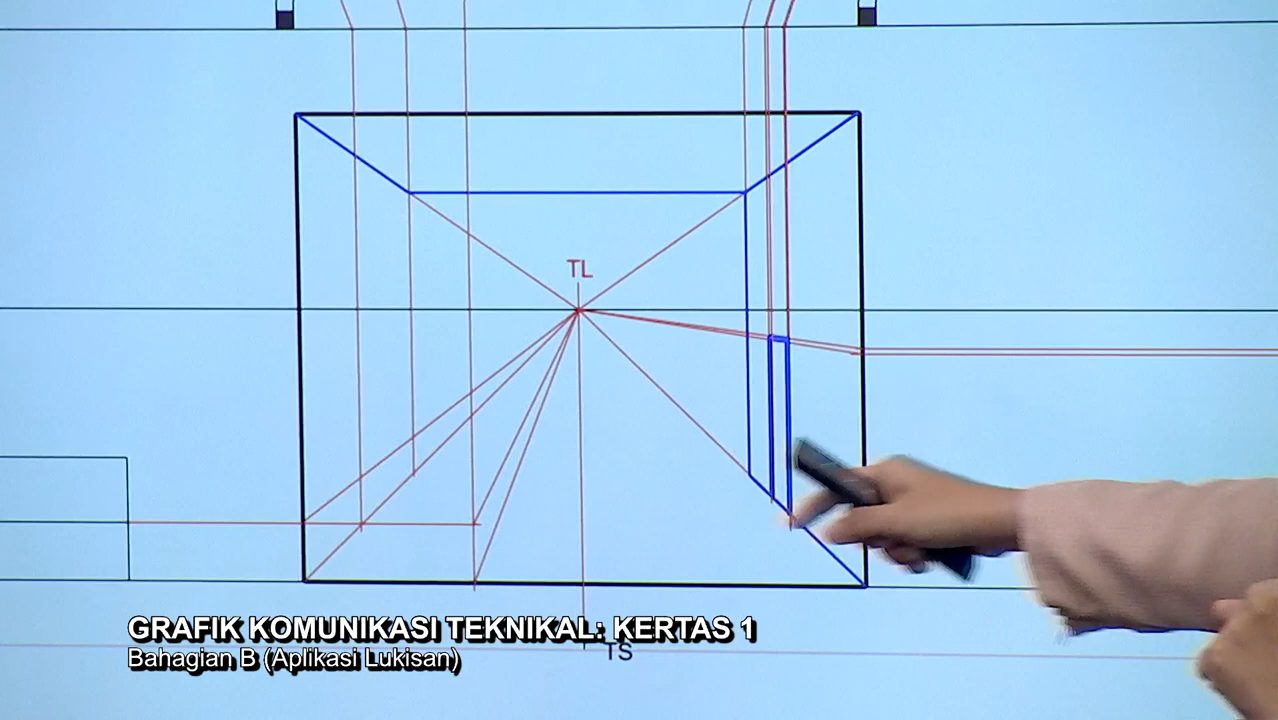 TL
GRAFIK KOMUNIKASI TEKNIKAL: KERTAS 1
Bahagian B (Aplikasi Lukisan)
TS